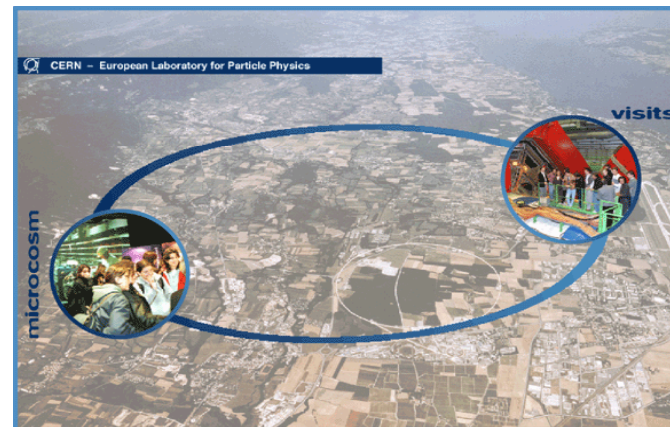 CERN – European Laboratory for Particle Physics
visits
microcosm